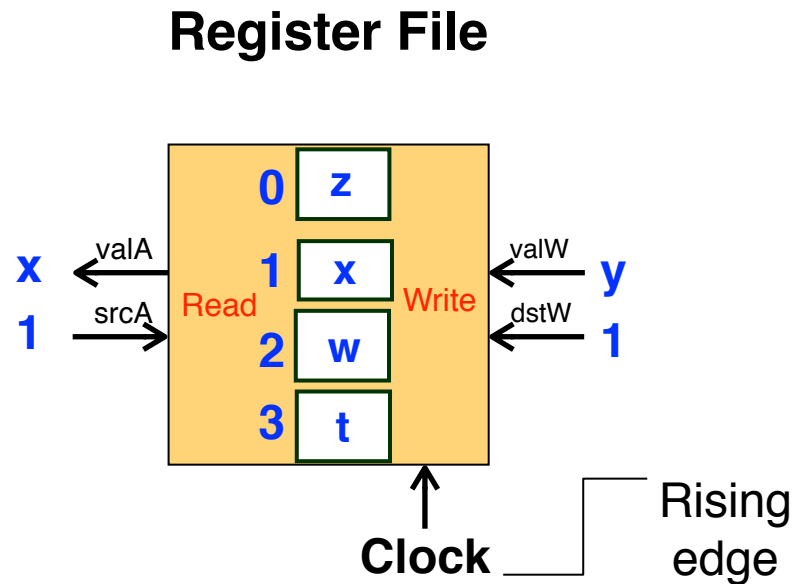 Register File
0 z
x valA 1 x valW y
1 srcA Read Write dstW 1
2 w
3 t
Clock
Rising
edge